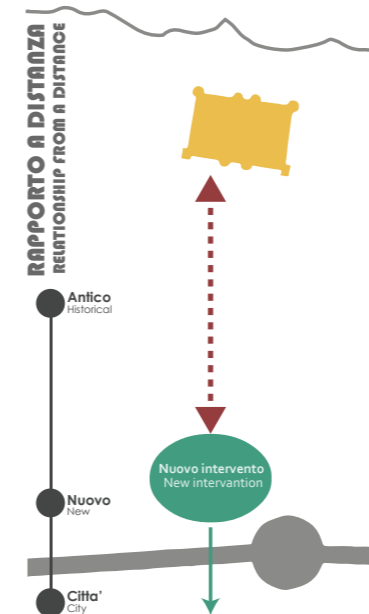 RAPPORTO A DISTANZA
RELATIONSHIP FROM A DISTANCE
Antico
Historical
Nuovo intervento
New intervantion
Nuovo
New
Citta'
City